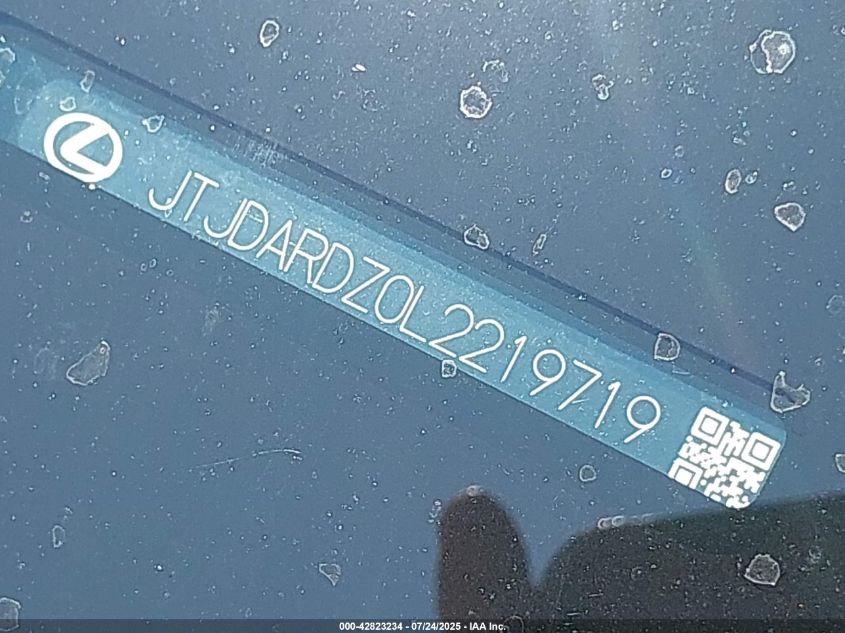 JTJDARDZ0L2219719
000-42823234 - 07/24/2025 - IAA Inc.